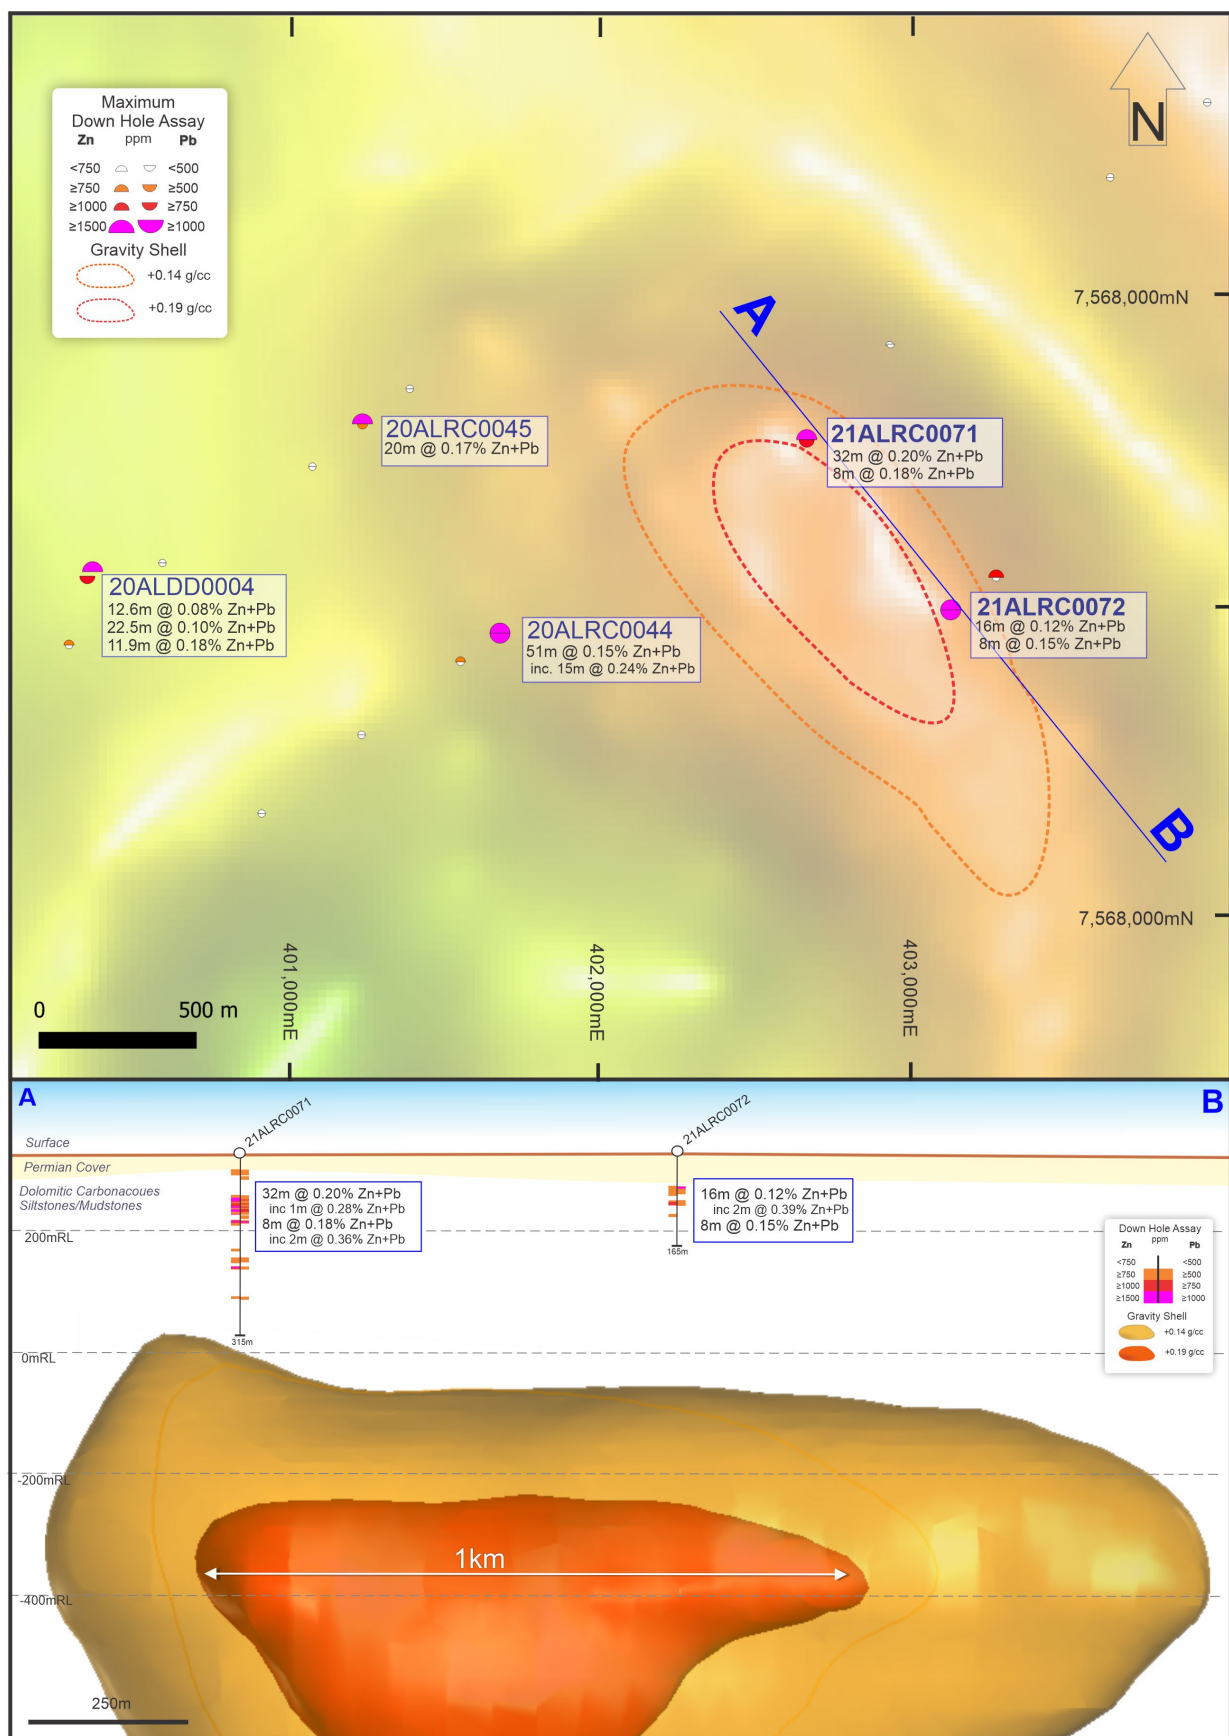 Maximum
Down Hole Assay
Zn ppm Pb
<750 <500
≥750 ≥500
≥1000 ≥750
≥1500 ≥1000
Gravity Shell
+0.14 g/cc
+0.19 g/cc
N
7,568,000mN
A
20ALRC0045
20m @ 0.17% Zn+Pb
21ALRC0071
32m @ 0.20% Zn+Pb
8m @ 0.18% Zn+Pb
20ALDD0004
12.6m @ 0.08% Zn+Pb
22.5m @ 0.10% Zn+Pb
11.9m @ 0.18% Zn+Pb
20ALRC0044
51m @ 0.15% Zn+Pb
inc. 15m @ 0.24% Zn+Pb
21ALRC0072
16m @ 0.12% Zn+Pb
8m @ 0.15% Zn+Pb
B
7,568,000mN
401,000mE
402,000mE
403,000mE
0 500 m
A
B
21ALRC0071
21ALRC0072
Surface
Permian Cover
Dolomitic Carbonacoues
Siltstones/Mudstones
32m @ 0.20% Zn+Pb
inc 1m @ 0.28% Zn+Pb
8m @ 0.18% Zn+Pb
inc 2m @ 0.36% Zn+Pb
16m @ 0.12% Zn+Pb
inc 2m @ 0.39% Zn+Pb
8m @ 0.15% Zn+Pb
200mRL
165m
315m
Down Hole Assay
ppm
Zn Pb
<750 <500
≥750 ≥500
≥1000 ≥750
≥1500 ≥1000
Gravity Shell
+0.14 g/cc
+0.19 g/cc
0mRL
-200mRL
1km
-400mRL
250m